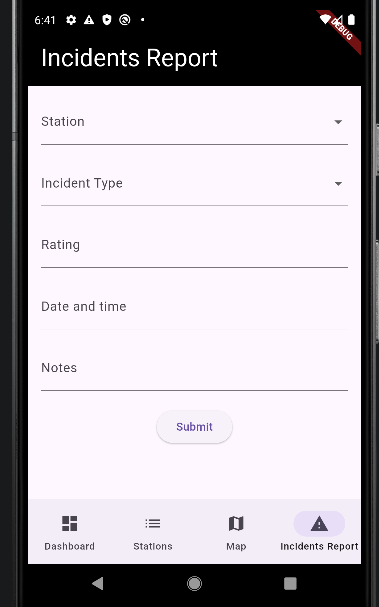 6:41
DEBUG
Incidents Report
Station
Incident Type
Rating
Date and time
Notes
Submit
Dashboard Stations Map Incidents Report